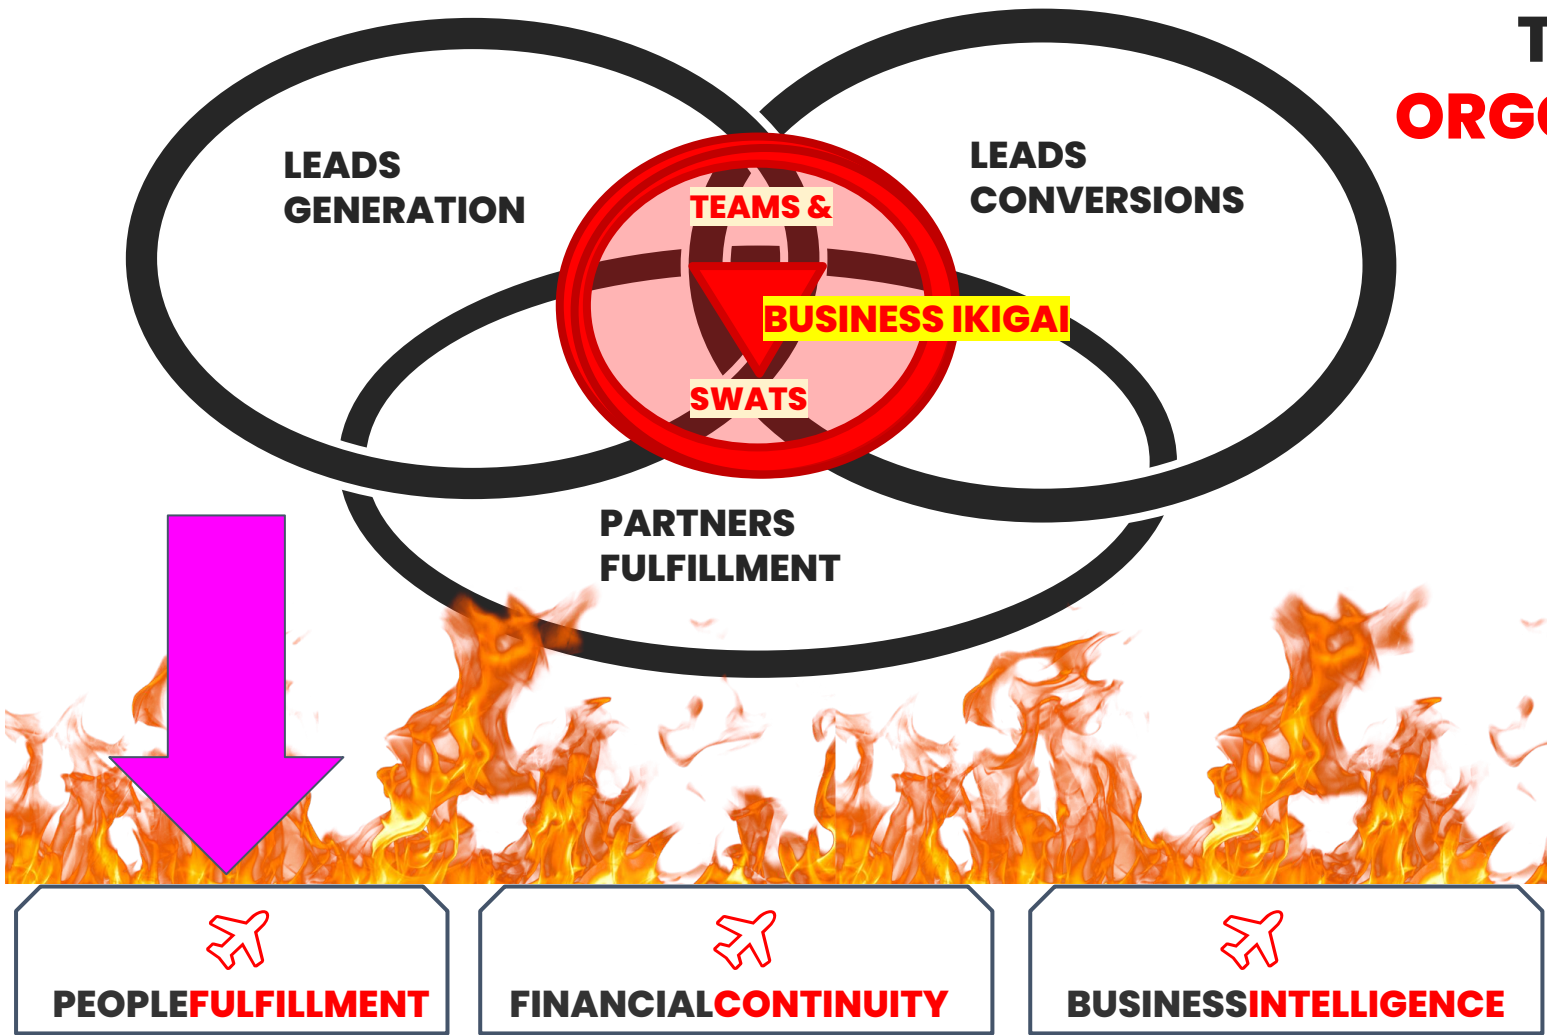 LEADS
GENERATION
LEADS
CONVERSIONS
TEAMS &
BUSINESS IKIGAI
SWATS
PARTNERS
FULFILLMENT
PEOPLEFULFILLMENT
FINANCIALCONTINUITY
BUSINESSINTELLIGENCE